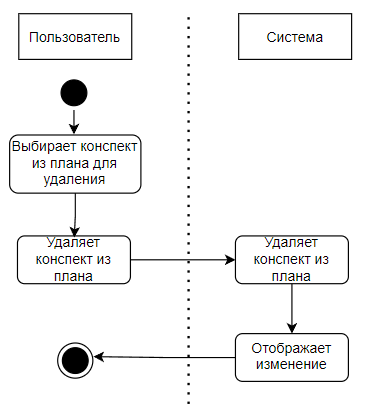 Пользователь
Система
Выбирает конспект
из плана для
удаления
Удаляет
конспект из
плана
Удаляет
конспект из
плана
Отображает
изменение